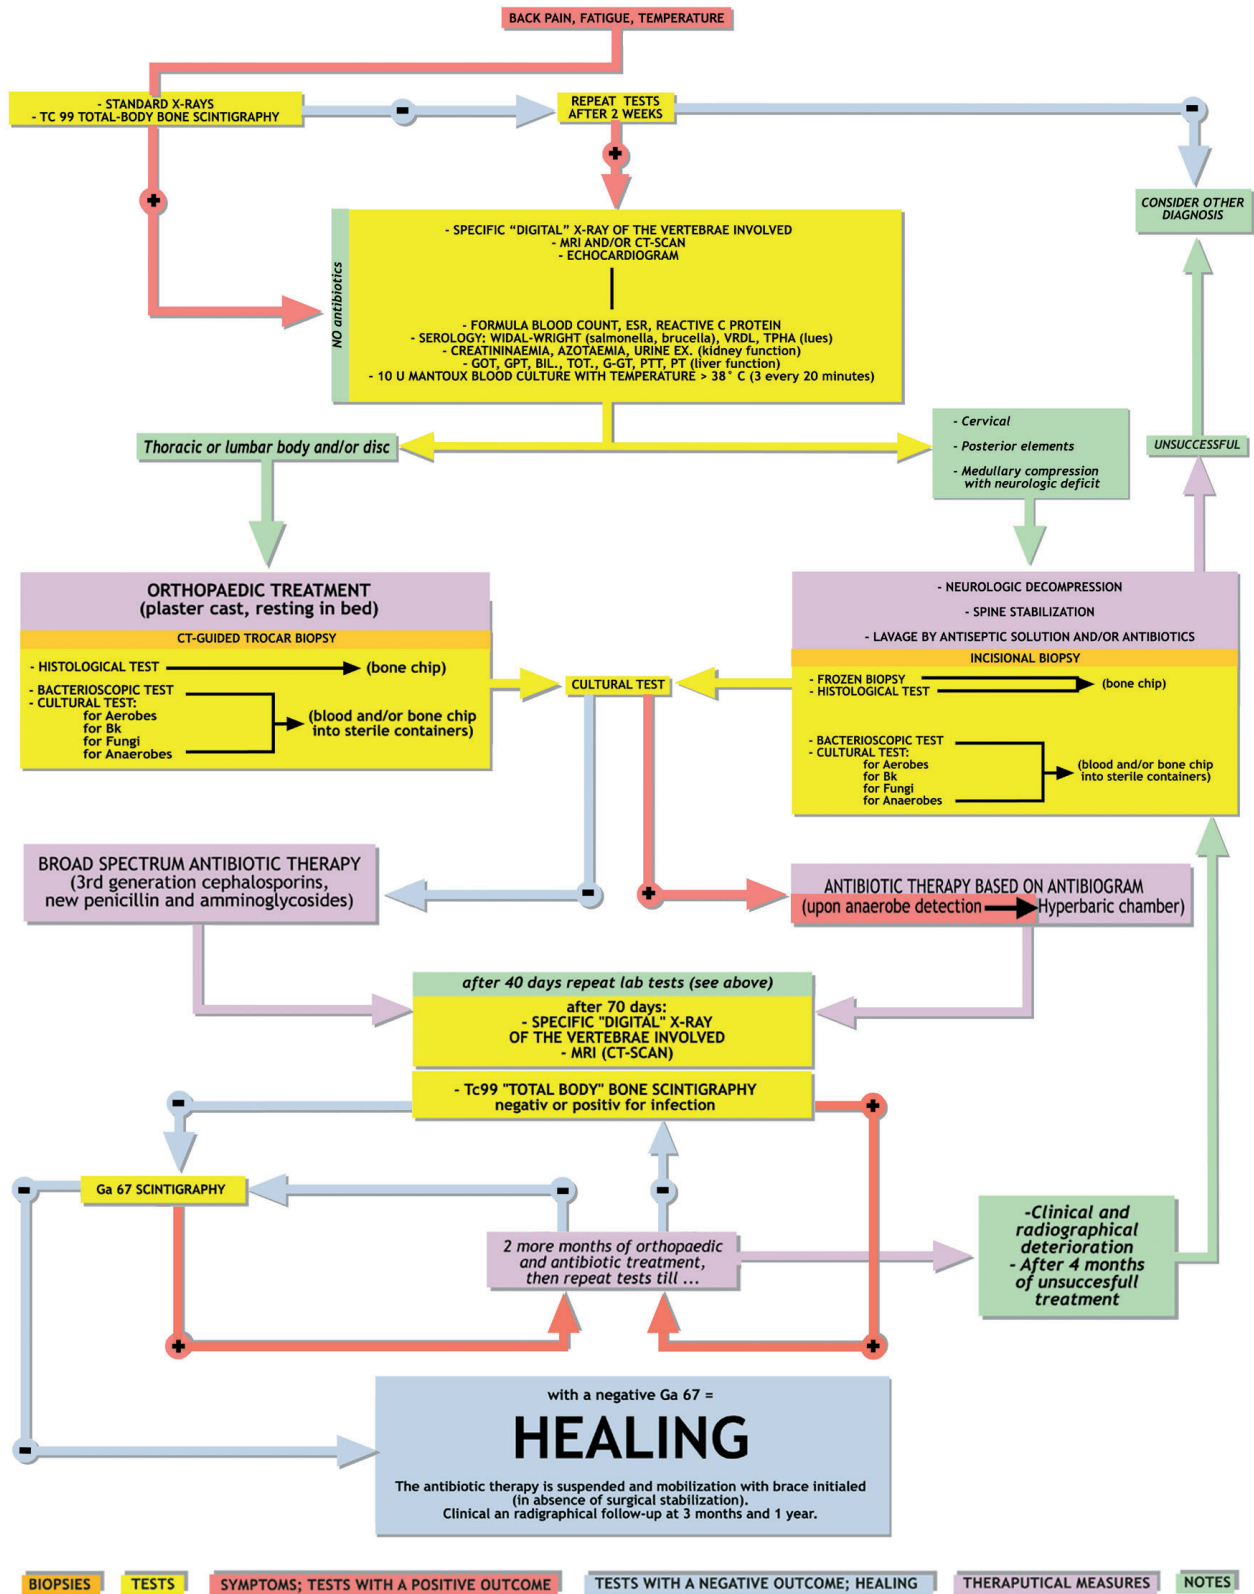 BACK PAIN, FATIGUE, TEMPERATURE
- STANDARD X-RAYS
- TC 99 TOTAL-BODY BONE SCINTIGRAPHY
-
REPEAT TESTS
AFTER 2 WEEKS
-
+
+
CONSIDER OTHER
DIAGNOSIS
NO antibiotics
- SPECIFIC “DIGITAL” X-RAY OF THE VERTEBRAE INVOLVED
- MRI AND/OR CT-SCAN
- ECHOCARDIOGRAM
- FORMULA BLOOD COUNT, ESR, REACTIVE C PROTEIN
- SEROLOGY: WIDAL-WRIGHT (salmonella, brucella), VRDL, TPHA (lues)
- CREATININAEMIA, AZOTAEMIA, URINE EX. (kidney function)
- GOT, GPT, BIL., TOT., G-GT, PTT, PT (liver function)
- 10 U MANTOUX BLOOD CULTURE WITH TEMPERATURE > 38° C (3 every 20 minutes)
Thoracic or lumbar body and/or disc
- Cervical
- Posterior elements
- Medullary compression
with neurologic deficit
UNSUCCESSFUL
ORTHOPAEDIC TREATMENT
(plaster cast, resting in bed)
CT-GUIDED TROCAR BIOPSY
- HISTOLOGICAL TEST
(bone chip)
- BACTERIOSCOPIC TEST
- CULTURAL TEST:
for Aerobes
for Bk
for Fungi
for Anaerobes
(blood and/or bone chip
into sterile containers)
CULTURAL TEST
- NEUROLOGIC DECOMPRESSION
- SPINE STABILIZATION
- LAVAGE BY ANTISEPTIC SOLUTION AND/OR ANTIBIOTICS
INCISIONAL BIOPSY
- FROZEN BIOPSY
- HISTOLOGICAL TEST
(bone chip)
- BACTERIOSCOPIC TEST
- CULTURAL TEST:
for Aerobes
for Bk
for Fungi
for Anaerobes
(blood and/or bone chip
into sterile containers)
BROAD SPECTRUM ANTIBIOTIC THERAPY
(3rd generation cephalosporins,
new penicillin and amminoglycosides)
-
+
ANTIBIOTIC THERAPY BASED ON ANTIBIOGRAM
(upon anaerobe detection
Hyperbaric chamber)
after 40 days repeat lab tests (see above)
after 70 days:
- SPECIFIC "DIGITAL" X-RAY
OF THE VERTEBRAE INVOLVED
- MRI (CT-SCAN)
- Tc99 "TOTAL BODY" BONE SCINTIGRAPHY
negativ or positiv for infection
-
+
Ga 67 SCINTIGRAPHY
-
-
-
2 more months of orthopaedic
and antibiotic treatment,
then repeat tests till ...
-Clinical and
radiographical
deterioration
- After 4 months
of unsuccesfull
treatment
+
+
-
with a negative Ga 67 =
HEALING
The antibiotic therapy is suspended and mobilization with brace initialed
(in absence of surgical stabilization).
Clinical an radigraphical follow-up at 3 months and 1 year.
BIOPSIES
TESTS
SYMPTOMS; TESTS WITH A POSITIVE OUTCOME
TESTS WITH A NEGATIVE OUTCOME; HEALING
THERAPUTICAL MEASURES
NOTES